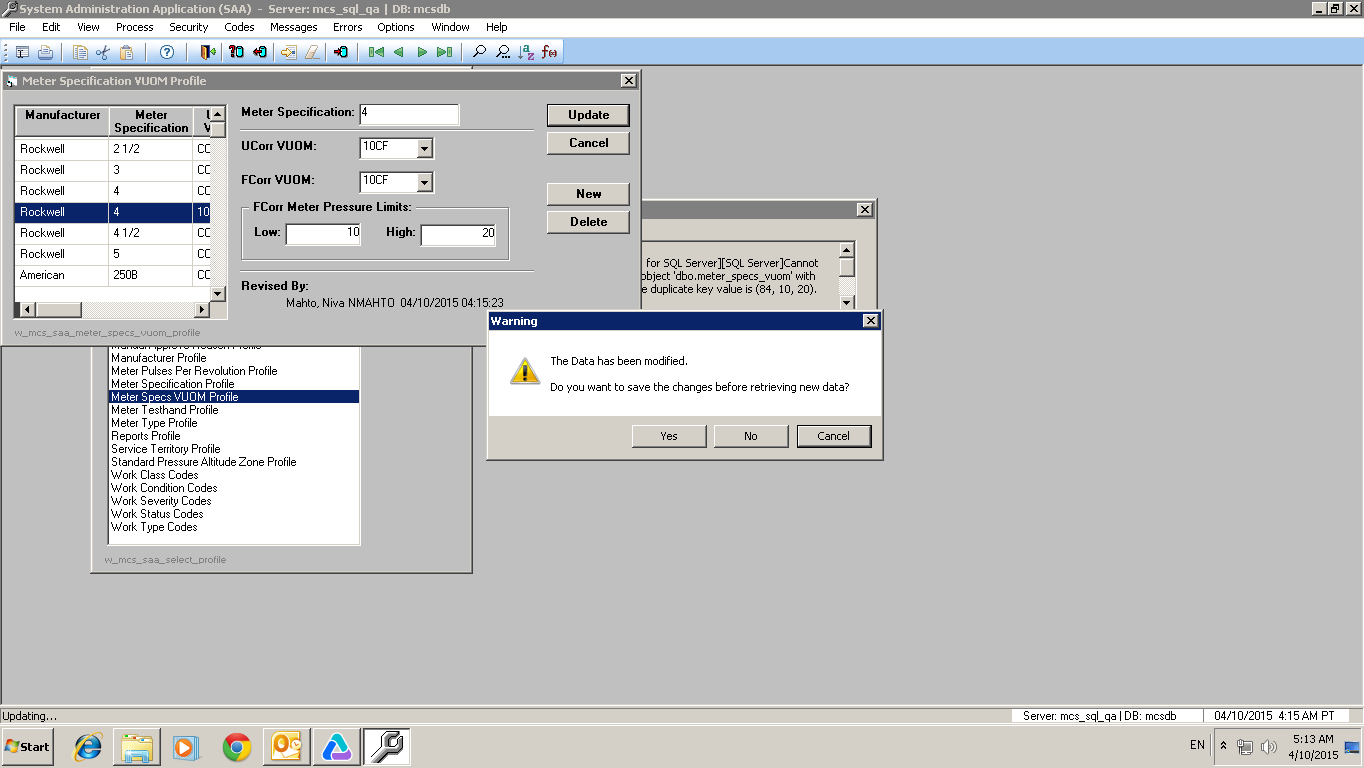 System Administration Application (SAA) - Server: mcs_sql_qa | DB: mcsdb
File Edit View Process Security Codes Messages Errors Options Window Help
Meter Specification VUOM Profile
Manufacturer Meter Specification
Rockwell 2 1/2 CC
Rockwell 3 CC
Rockwell 4 CC
Rockwell 4 10
Rockwell 4 1/2 CC
Rockwell 5 CC
American 250B CC
w_mcs_saa_meter_specs_vuom_profile
Meter Specification: 4
UCorr VUOM: 10CF
FCorr VUOM: 10CF
FCorr Meter Pressure Limits:
Low: 10 High: 20
Revised By:
Mahto, Niva NMAHTO 04/10/2015 04:15:23
Update
Cancel
New
Delete
for SQL Server][SQL Server]Cannot
object 'dbo.meter_specs_vuom' with
e duplicate key value is (84, 10, 20).
Warning
The Data has been modified.
Do you want to save the changes before retrieving new data?
Yes No Cancel
Manufacturer Profile
Meter Pulses Per Revolution Profile
Meter Specification Profile
Meter Specs VUOM Profile
Meter Testhand Profile
Meter Type Profile
Reports Profile
Service Territory Profile
Standard Pressure Altitude Zone Profile
Work Class Codes
Work Condition Codes
Work Severity Codes
Work Status Codes
Work Type Codes
w_mcs_saa_select_profile
Updating... Server: mcs_sql_qa | DB: mcsdb 04/10/2015 4:15 AM PT
Start EN 5:13 AM
4/10/2015